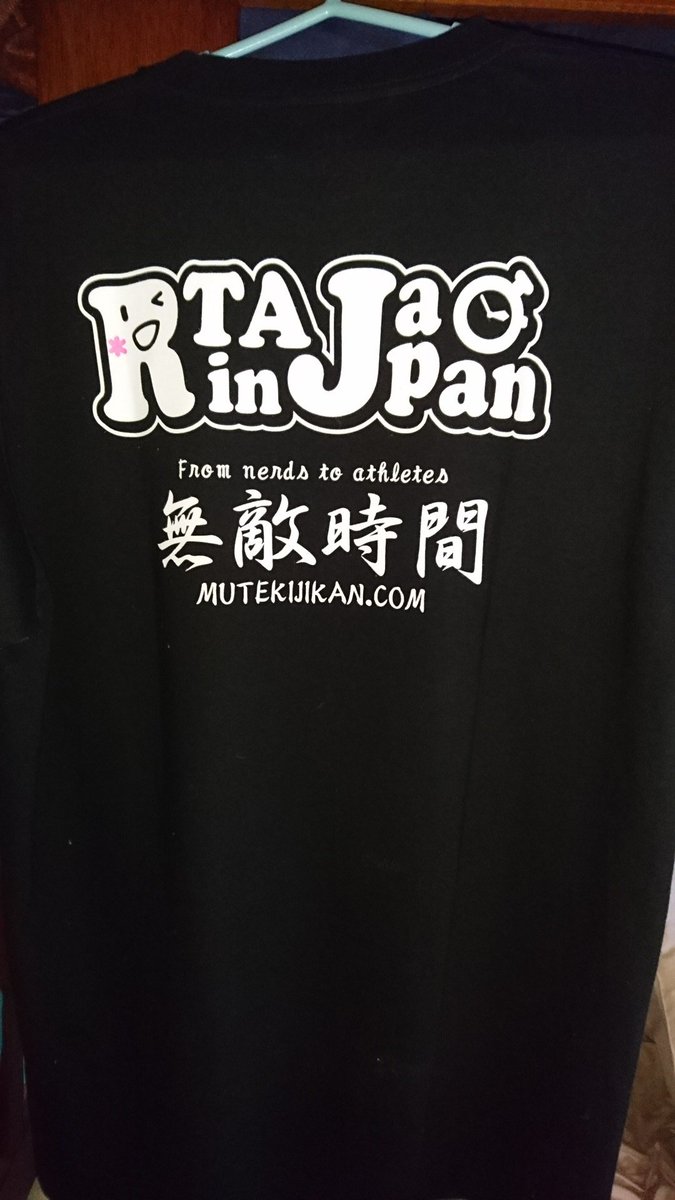 RTA in Japan
From nerds to athletes
無敵時間
MUTEKIJIKAN.COM